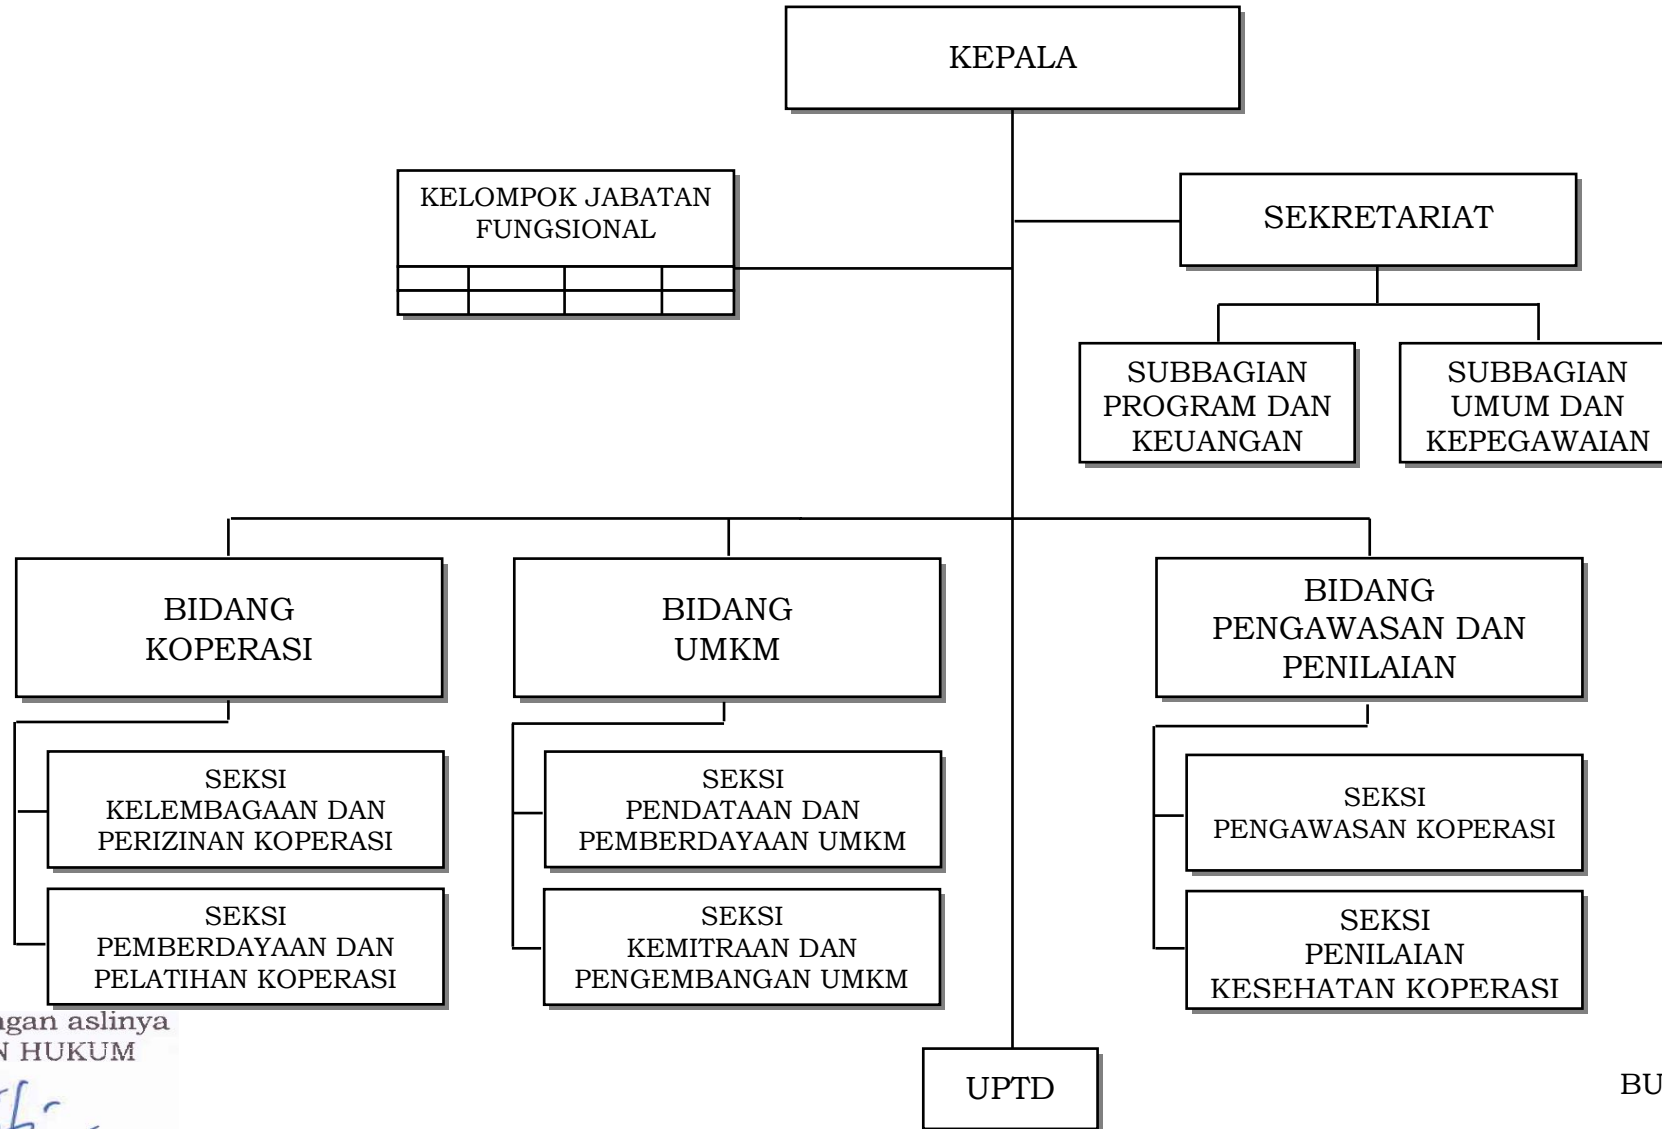 KEPALA
KELOMPOK JABATAN
FUNGSIONAL
SEKRETARIAT
SUBBAGIAN
PROGRAM DAN
KEUANGAN
SUBBAGIAN
UMUM DAN
KEPEGAWAIAN
BIDANG
KOPERASI
BIDANG
UMKM
BIDANG
PENGAWASAN DAN
PENILAIAN
SEKSI
KELEMBAGAAN DAN
PERIZINAN KOPERASI
SEKSI
PENDATAAN DAN
PEMBERDAYAAN UMKM
SEKSI
PENGAWASAN KOPERASI
SEKSI
PEMBERDAYAAN DAN
PELATIHAN KOPERASI
SEKSI
KEMITRAAN DAN
PENGEMBANGAN UMKM
SEKSI
PENILAIAN
KESEHATAN KOPERASI
aslinya
HUKUM
UPTD